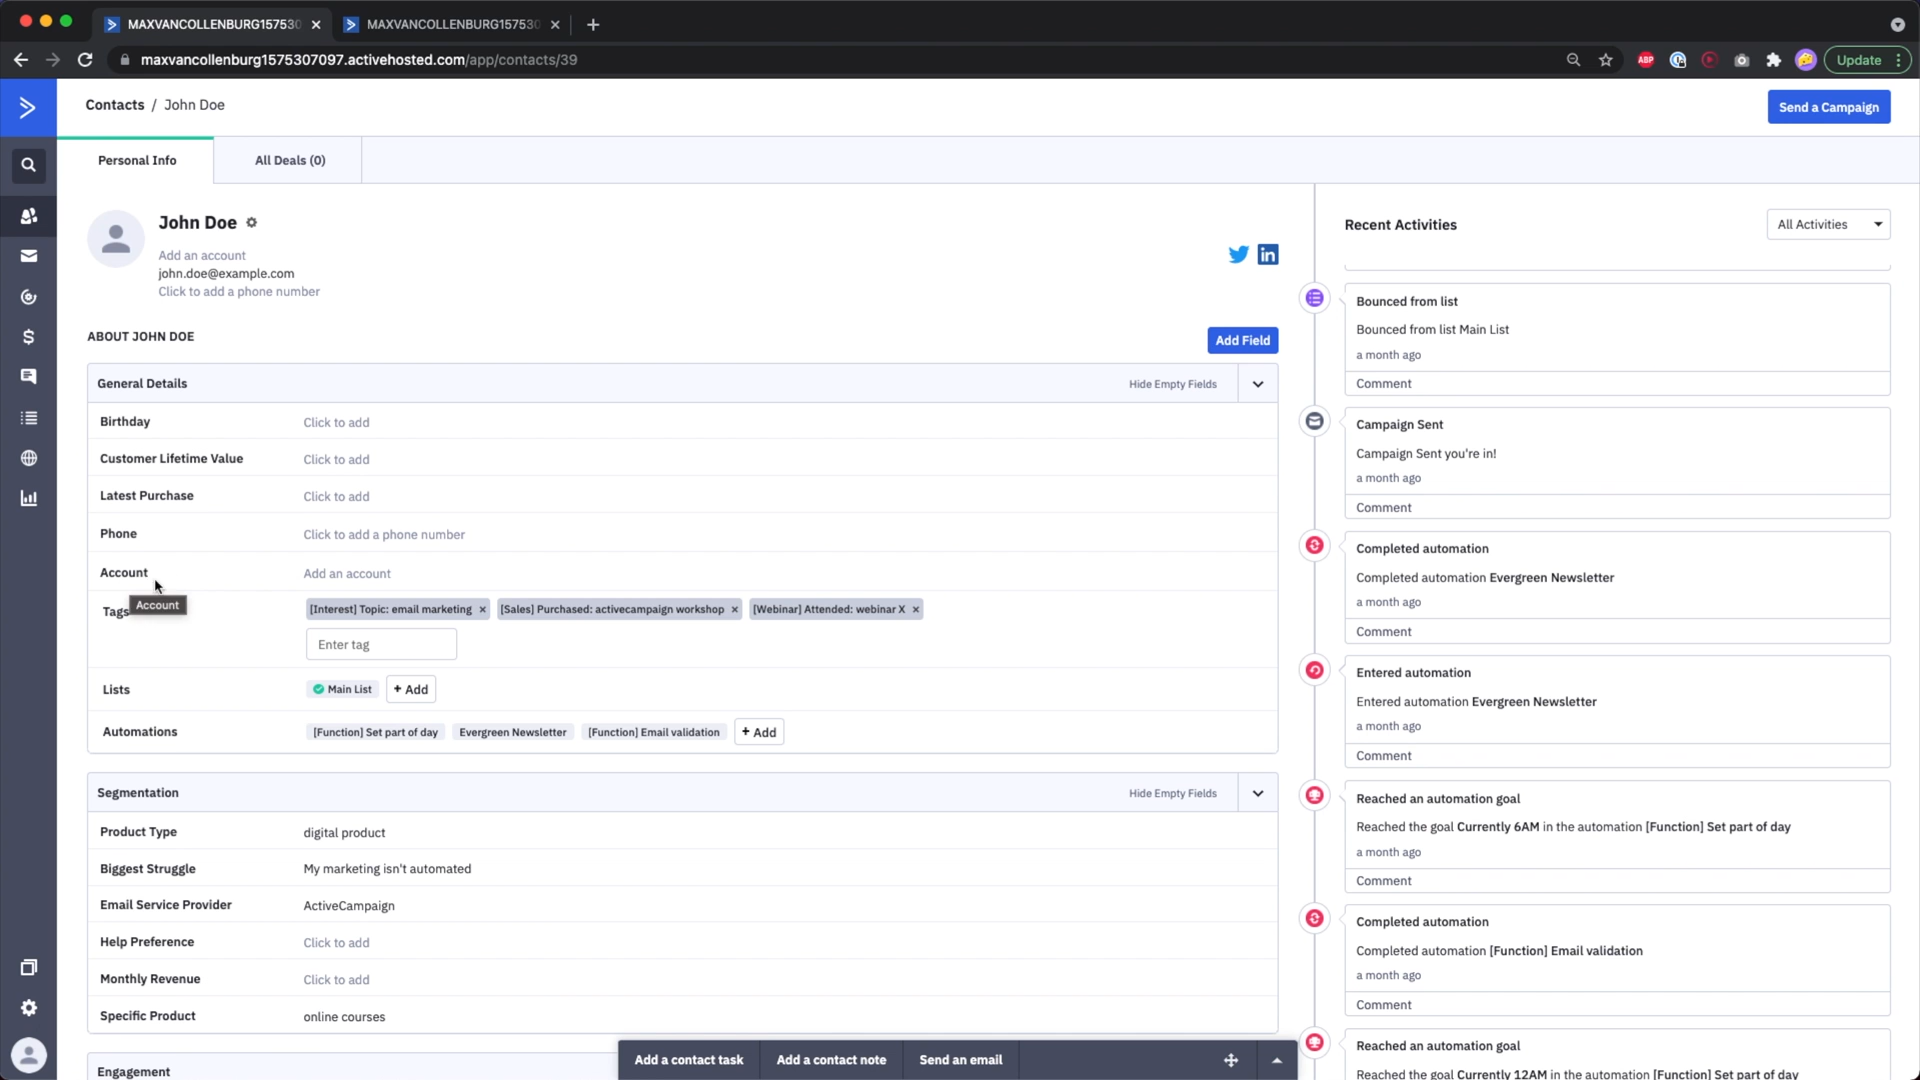 MAXVANCOLLENBURG157530
MAXVANCOLLENBURG157530
maxvancollenburg1575307097.activehosted.com/app/contacts/39
ABP
Update
Contacts / John Doe
Send a Campaign
Personal Info
All Deals (0)
John Doe
Add an account
john.doe@example.com
Click to add a phone number
in
ABOUT JOHN DOE
Add Field
General Details
Hide Empty Fields
Birthday Click to add
Customer Lifetime Value Click to add
Latest Purchase Click to add
Phone Click to add a phone number
Account Add an account
Account
Tags [Interest] Topic: email marketing × [Sales] Purchased: activecampaign workshop × [Webinar] Attended: webinar X ×
Enter tag
Lists Main List + Add
Automations [Function] Set part of day Evergreen Newsletter [Function] Email validation + Add
Segmentation
Hide Empty Fields
Product Type digital product
Biggest Struggle My marketing isn't automated
Email Service Provider ActiveCampaign
Help Preference Click to add
Monthly Revenue Click to add
Specific Product online courses
Engagement
Add a contact task Add a contact note Send an email
Recent Activities
All Activities
Bounced from list
Bounced from list Main List
a month ago
Comment
Campaign Sent
Campaign Sent you're in!
a month ago
Comment
Completed automation
Completed automation Evergreen Newsletter
a month ago
Comment
Entered automation
Entered automation Evergreen Newsletter
a month ago
Comment
Reached an automation goal
Reached the goal Currently 6AM in the automation [Function] Set part of day
a month ago
Comment
Completed automation
Completed automation [Function] Email validation
a month ago
Comment
Reached an automation goal
Reached the goal Currently 12AM in the automation [Function] Set part of day